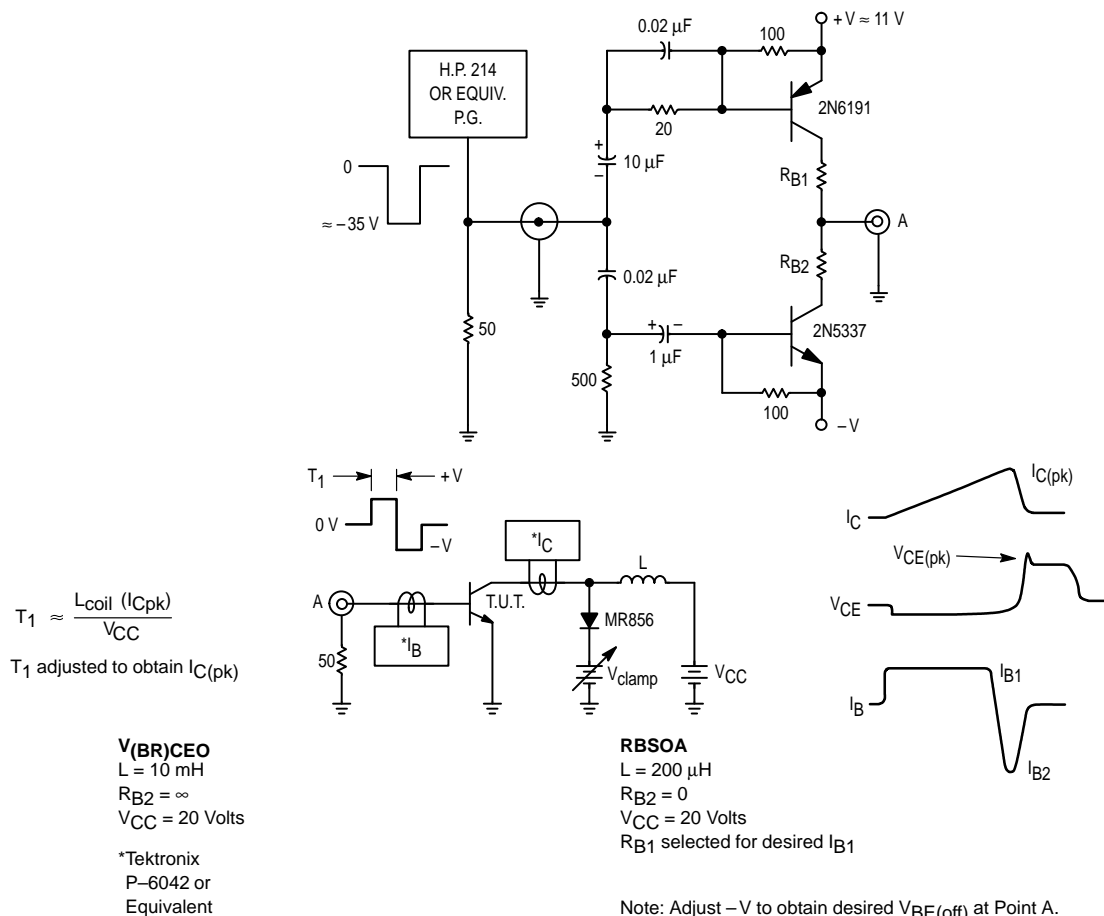 + V ≈ 11 V
0.02 µF
100
H.P. 214
OR EQUIV.
P.G.
2N6191
20
+
10 µF
–
RB1
0
≈ –35 V
A
RB2
0.02 µF
50
+ –
1 µF
2N5337
500
100
– V
T1
+ V
0 V
– V
*IC
L
A
T.U.T.
MR856
*IB
50
Vclamp
VCC
IC(pk)
IC
VCE(pk)
VCE
IB1
IB
IB2
T1 ≈ Lcoil (ICpk)
VCC
T1 adjusted to obtain IC(pk)
V(BR)CEO
L = 10 mH
RB2 = ∞
VCC = 20 Volts
*Tektronix
P–6042 or
Equivalent
RBSOA
L = 200 µH
RB2 = 0
VCC = 20 Volts
RB1 selected for desired IB1
Note: Adjust – V to obtain desired VBE(off) at Point A.